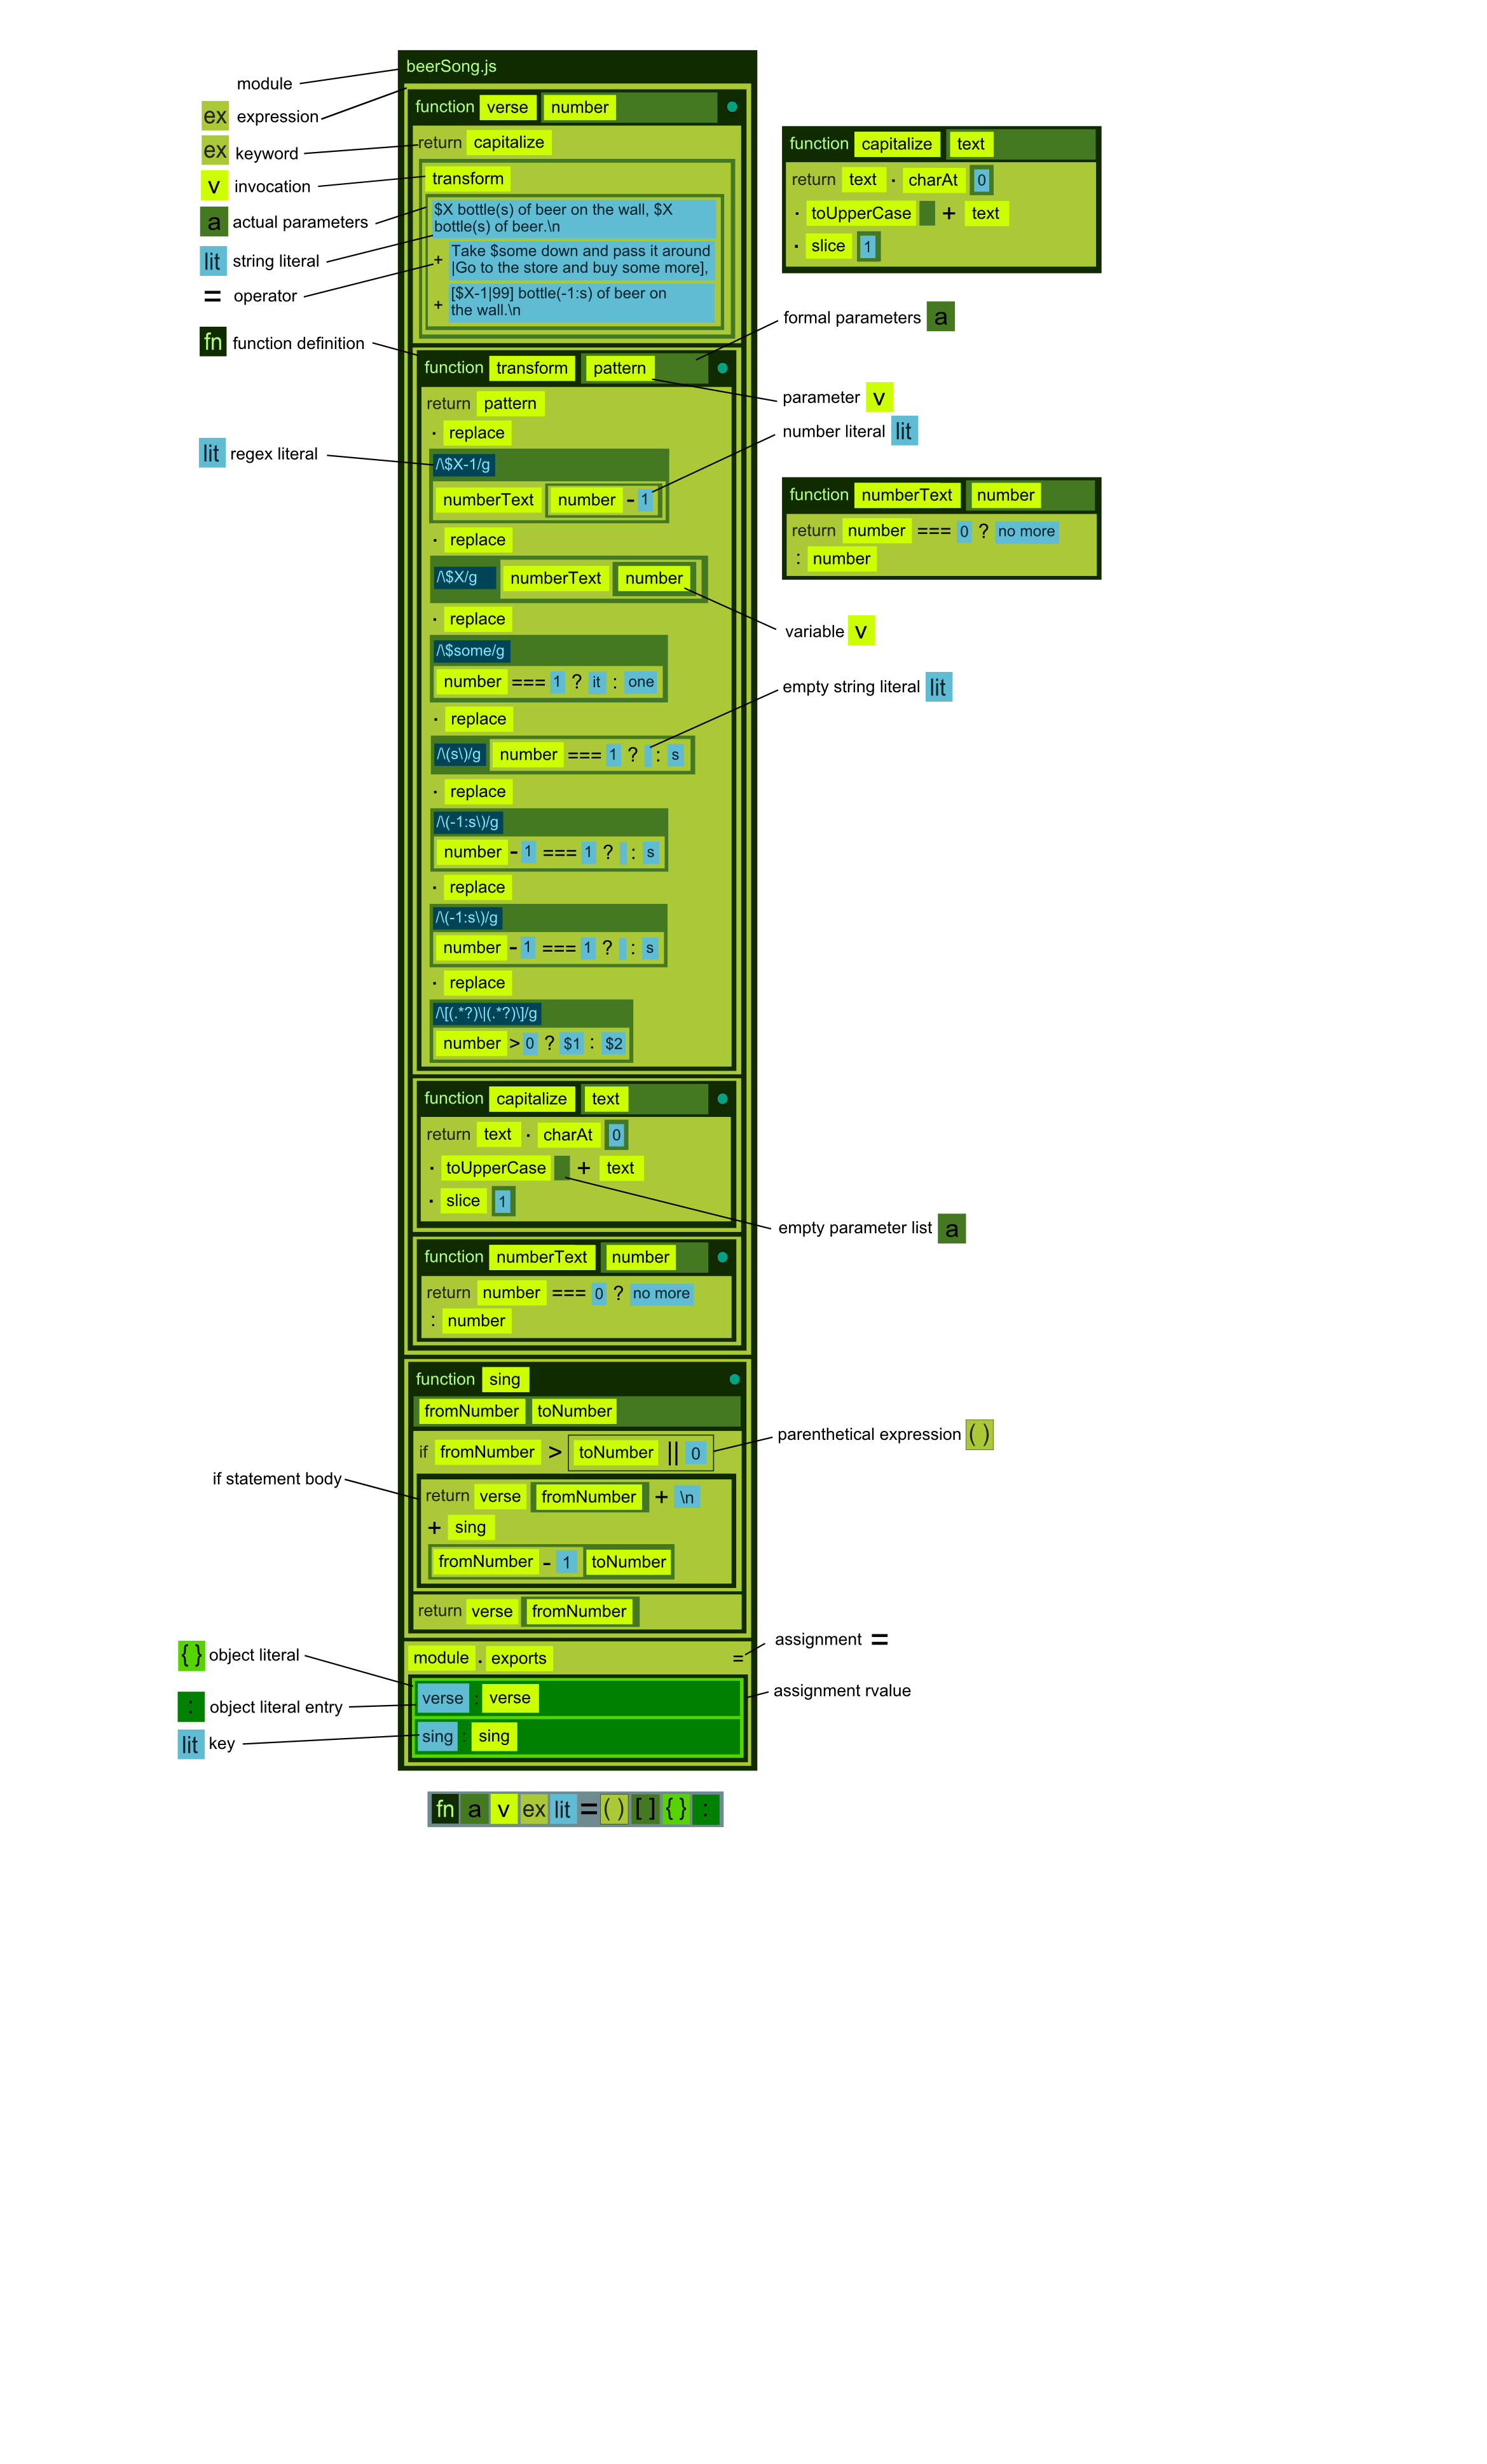 beerSong.js
module
ex expression
ex keyword
v invocation
a actual parameters
lit string literal
= operator
fn function definition
lit regex literal
function verse number
return capitalize
transform
$X bottle(s) of beer on the wall, $X
bottle(s) of beer.\n
+ Take $some down and pass it around
|Go to the store and buy some more],
+ [$X-1|99] bottle(-1:s) of beer on
the wall.\n
function transform pattern
return pattern
. replace
/\$X-1/g
numberText number - 1
. replace
/\$X/g numberText number
. replace
/\$some/g
number === 1 ? it : one
. replace
/\(s\)/g number === 1 ? : s
. replace
/\(-1:s\)/g
number - 1 === 1 ? : s
. replace
/\(-1:s\)/g
number - 1 === 1 ? : s
. replace
/\[(.*?)\|(.*?)\]/g
number > 0 ? $1 : $2
function capitalize text
return text . charAt 0
. toUpperCase + text
. slice 1
function numberText number
return number === 0 ? no more
: number
function sing
fromNumber toNumber
if fromNumber > toNumber || 0
if statement body
return verse fromNumber + \n
+ sing
fromNumber - 1 toNumber
return verse fromNumber
module . exports =
{ } object literal
: object literal entry
lit key
verse : verse
sing : sing
fn a v ex lit = ( ) [ ] { } :
function capitalize text
return text . charAt 0
. toUpperCase + text
. slice 1
formal parameters a
parameter v
number literal lit
function numberText number
return number === 0 ? no more
: number
variable v
empty string literal lit
empty parameter list a
parenthetical expression ( )
assignment =
assignment rvalue